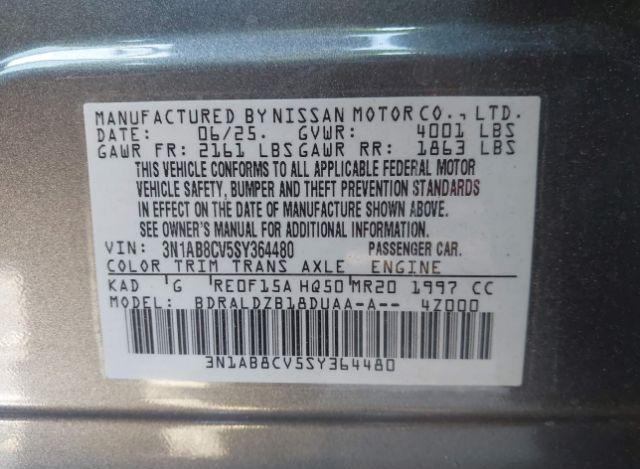 MANUFACTURED BY NISSAN MOTOR CO., LTD.
DATE: 06/25. GVWR: 4001 LBS
GAWR FR: 2161 LBS GAWR RR: 1863 LBS
THIS VEHICLE CONFORMS TO ALL APPLICABLE FEDERAL MOTOR
VEHICLE SAFETY, BUMPER AND THEFT PREVENTION STANDARDS
IN EFFECT ON THE DATE OF MANUFACTURE SHOWN ABOVE.
SEE OWNER'S MANUAL FOR ADDITIONAL INFORMATION.
VIN: 3N1AB8CV5SY364480 PASSENGER CAR.
COLOR TRIM TRANS AXLE ENGINE
KAD G RE0F15A HQ50 MR20 1997 CC
MODEL: BDRALDZB18DUAA-A-- 4Z000
3N1AB8CV5SY364480